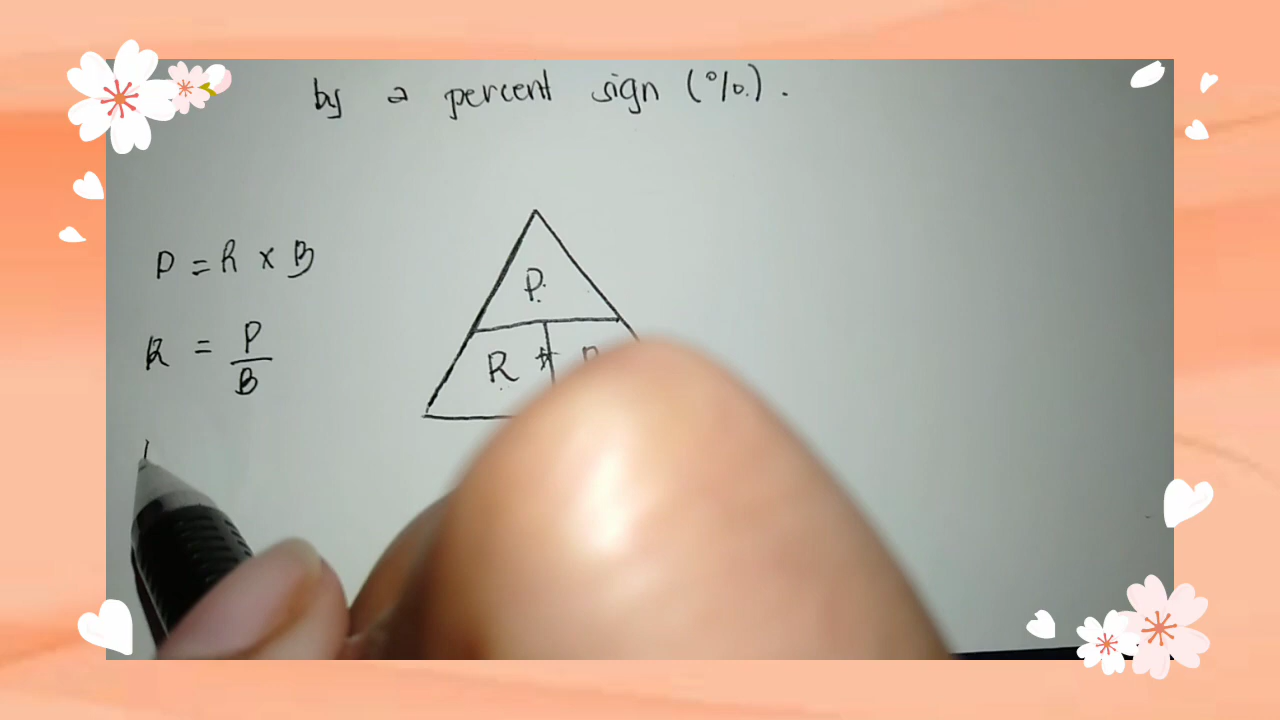 by a percent sign (%).
P = R x B
R = P
B
P
R *